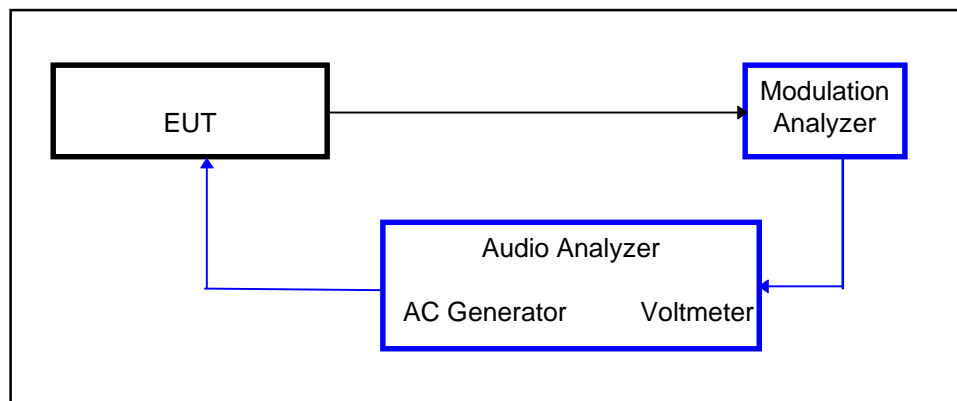 EUT
Modulation
Analyzer
Audio Analyzer
AC Generator
Voltmeter